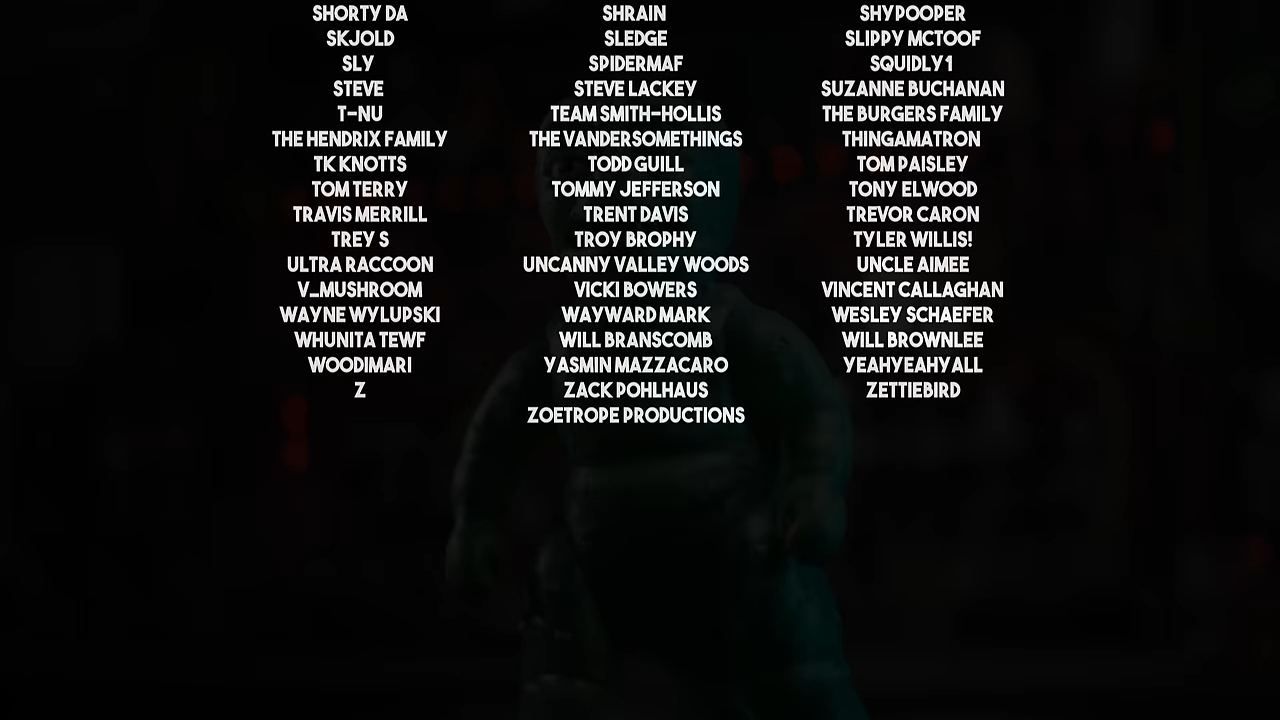 SHORTY DA SHRAIN SHYPOOPER
SKJOLD SLEDGE SLIPPY MCTOOF
SLY SPIDERMAF SQUIDLY1
STEVE STEVE LACKEY SUZANNE BUCHANAN
T-NU TEAM SMITH-HOLLIS THE BURGERS FAMILY
THE HENDRIX FAMILY THE VANDERSOMETHINGS THINGAMATRON
TK KNOTTS TODD GUILL TOM PAISLEY
TOM TERRY TOMMY JEFFERSON TONY ELWOOD
TRAVIS MERRILL TRENT DAVIS TREVOR CARON
TREY S TROY BROPHY TYLER WILLIS!
ULTRA RACCOON UNCANNY VALLEY WOODS UNCLE AIMEE
V_MUSHROOM VICKI BOWERS VINCENT CALLAGHAN
WAYNE WYLUPSKI WAYWARD MARK WESLEY SCHAEFER
WHUNITA TEWF WILL BRANSCOMB WILL BROWNLEE
WOODIMARI YASMIN MAZZACARO YEAHYEAHYALL
Z ZACK POHLHAUS ZETTIEBIRD
ZOETROPE PRODUCTIONS